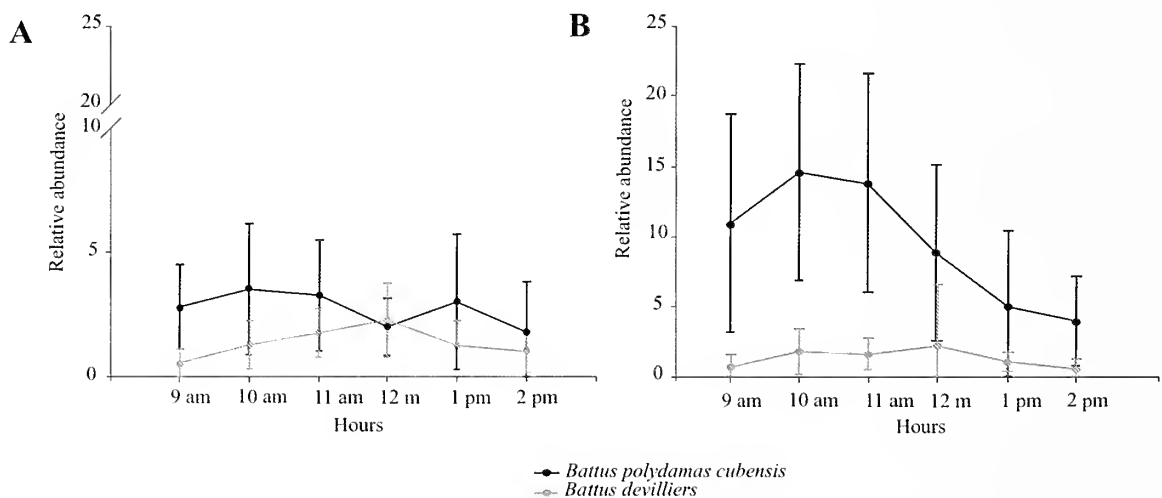 A
25
20
10
5
0
Relative abundance
9 am 10 am 11 am 12 m 1 pm 2 pm
Hours
B
25
20
15
10
5
0
Relative abundance
9 am 10 am 11 am 12 m 1 pm 2 pm
Hours
Battus polydamas cubensis
Battus devilliers